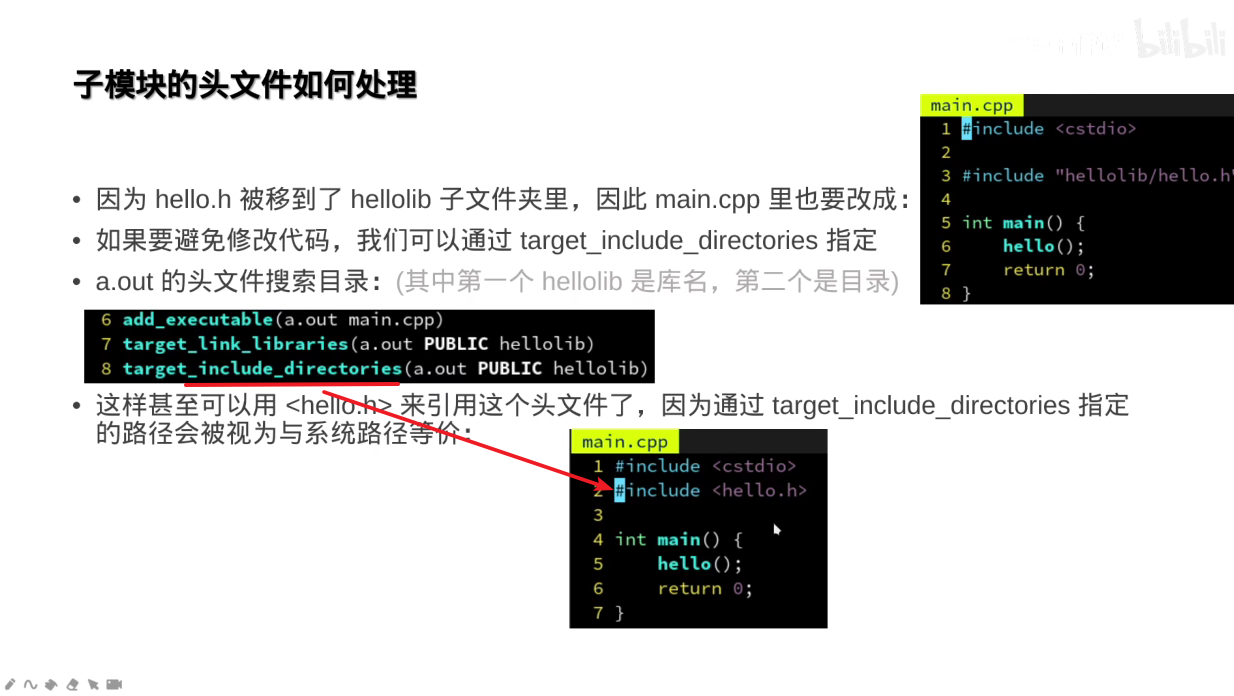 bilibili
子模块的头文件如何处理
• 因为 hello.h 被移到了 hellolib 子文件夹里，因此 main.cpp 里也要改成：
• 如果要避免修改代码，我们可以通过 target_include_directories 指定
• a.out 的头文件搜索目录：(其中第一个 hellolib 是库名，第二个是目录)
main.cpp
1 #include <cstdio>
2
3 #include "hellolib/hello.h"
4
5 int main() {
6     hello();
7     return 0;
8 }
6 add_executable(a.out main.cpp)
7 target_link_libraries(a.out PUBLIC hellolib)
8 target_include_directories(a.out PUBLIC hellolib)
• 这样甚至可以用 <hello.h> 来引用这个头文件了，因为通过 target_include_directories 指定
的路径会被视为与系统路径等价：
main.cpp
1 #include <cstdio>
2 #include <hello.h>
3
4 int main() {
5     hello();
6     return 0;
7 }